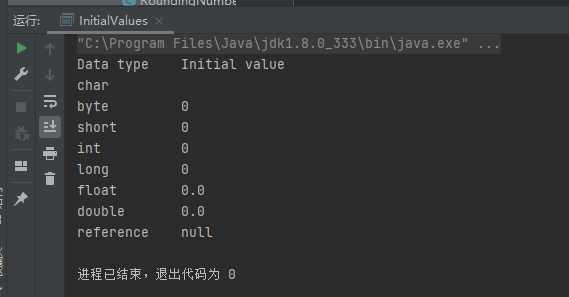 RoundingNumbe
运行: InitialValues ×
"C:\Program Files\Java\jdk1.8.0_333\bin\java.exe" ...
Data type Initial value
char
byte 0
short 0
int 0
long 0
float 0.0
double 0.0
reference null
进程已结束,退出代码为 0